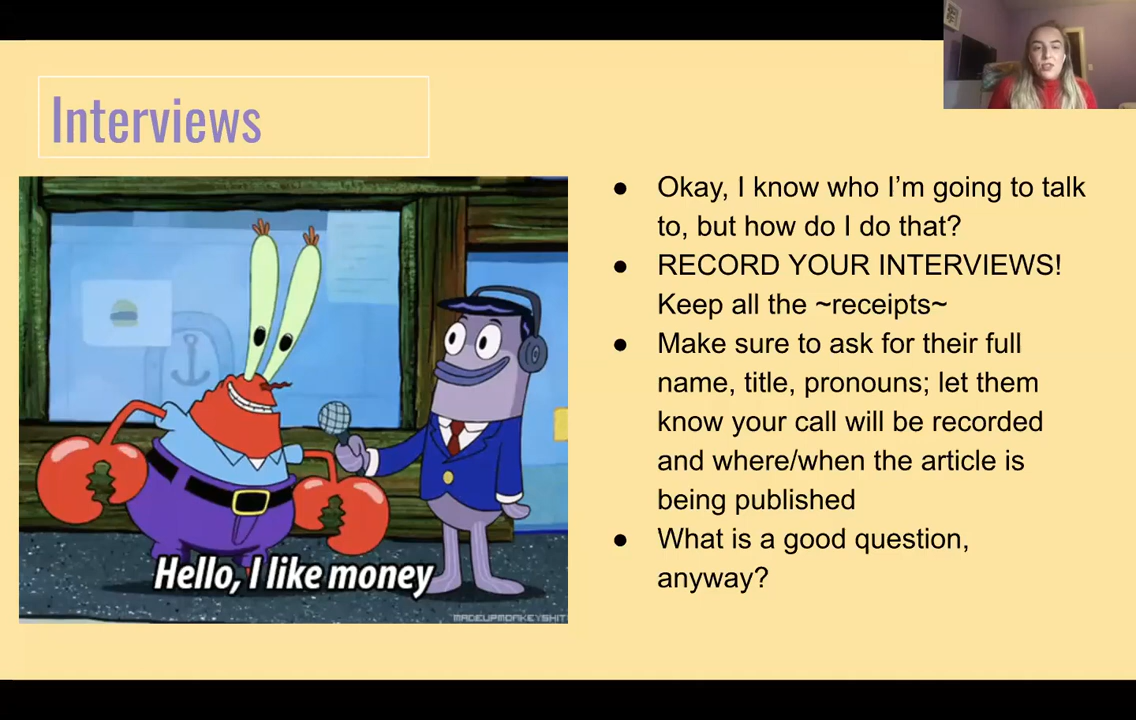 Interviews
● Okay, I know who I'm going to talk
to, but how do I do that?
● RECORD YOUR INTERVIEWS!
Keep all the ~receipts~
● Make sure to ask for their full
name, title, pronouns; let them
know your call will be recorded
and where/when the article is
being published
● What is a good question,
anyway?
Hello, I like money
MADEUPMONKEYSHIT